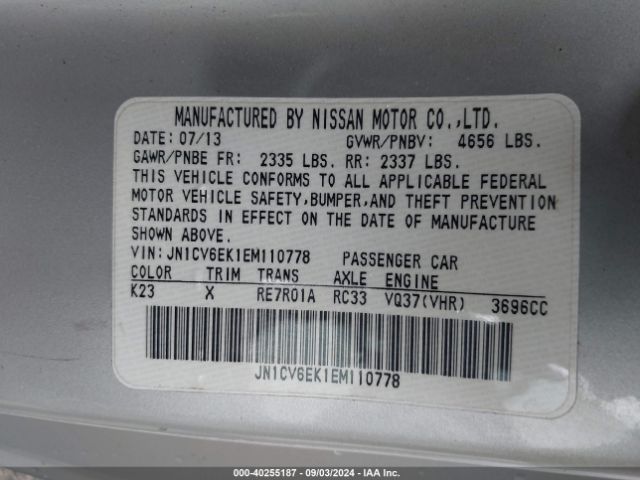 MANUFACTURED BY NISSAN MOTOR CO.,LTD.
DATE: 07/13 GVWR/PNBV: 4656 LBS.
GAWR/PNBE FR: 2335 LBS. RR: 2337 LBS.
THIS VEHICLE CONFORMS TO ALL APPLICABLE FEDERAL
MOTOR VEHICLE SAFETY,BUMPER,AND THEFT PREVENTION
STANDARDS IN EFFECT ON THE DATE OF MANUFACTURE
SHOWN ABOVE.
VIN: JN1CV6EK1EM110778 PASSENGER CAR
COLOR TRIM TRANS AXLE ENGINE
K23 X RE7R01A RC33 VQ37(VHR) 3696CC
JN1CV6EK1EM110778
000-40255187 - 09/03/2024 - IAA, Inc.